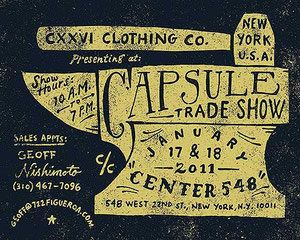 CXXVI CLOTHING CO.
NEW
YORK
U.S.A.
Presenting at:
Show
Hours:
10 A.M.
TO
7 P.M.
CAPSULE
TRADE SHOW
JANUARY
17 & 18
2011
"CENTER 548"
548 WEST 22ND ST., NEW YORK, N.Y. 10011
SALES APPTS:
GEOFF
Nishimoto
(310) 467-7096
c/c
GEOFF@722FIGUEROA.COM